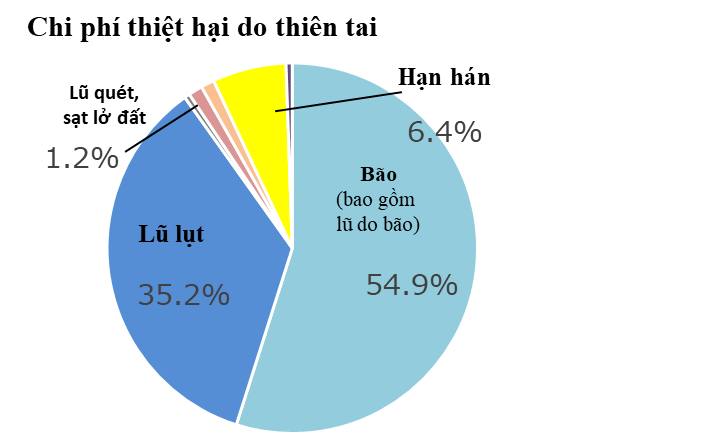 Chi phí thiệt hại do thiên tai
Lũ quét,
sạt lở đất
1.2%
Hạn hán
6.4%
Bão
(bao gồm
lũ do bão)
54.9%
Lũ lụt
35.2%